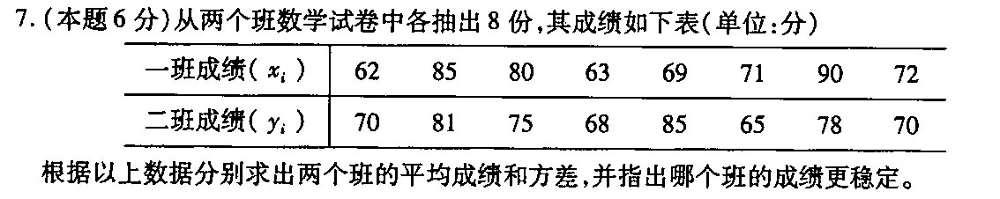 7.(本题6分)从两个班数学试卷中各抽出8份,其成绩如下表(单位:分)
一班成绩( xᵢ ) 62 85 80 63 69 71 90 72
二班成绩( yᵢ ) 70 81 75 68 85 65 78 70
根据以上数据分别求出两个班的平均成绩和方差,并指出哪个班的成绩更稳定。